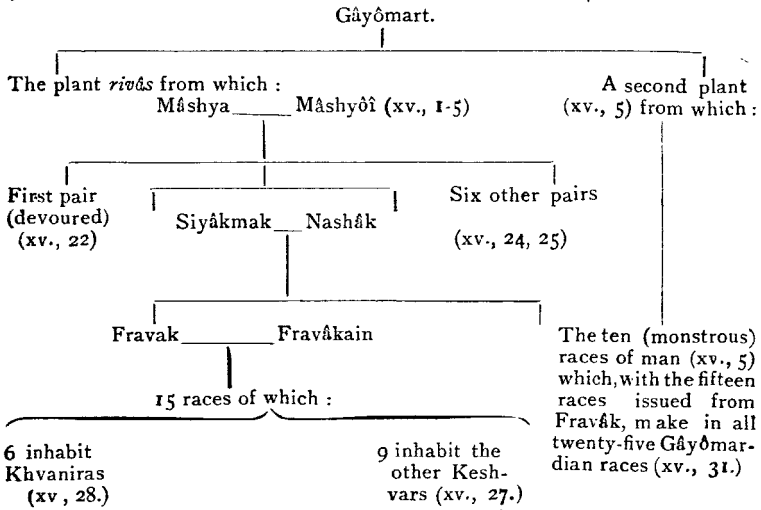 Gâyômart.
The plant rivâs from which :
Mâshya Mâshyôî (xv., 1-5)
A second plant
(xv., 5) from which :
First pair
(devoured)
(xv., 22)
Siyâkmak Nashâk
Six other pairs
(xv., 24, 25)
Fravak Fravâkain
15 races of which :
6 inhabit
Khvaniras
(xv , 28.)
9 inhabit the
other Kesh-
vars (xv., 27.)
The ten (monstrous)
races of man (xv., 5)
which, with the fifteen
races issued from
Fravâk, make in all
twenty-five Gâyômar-
dian races (xv., 31.)